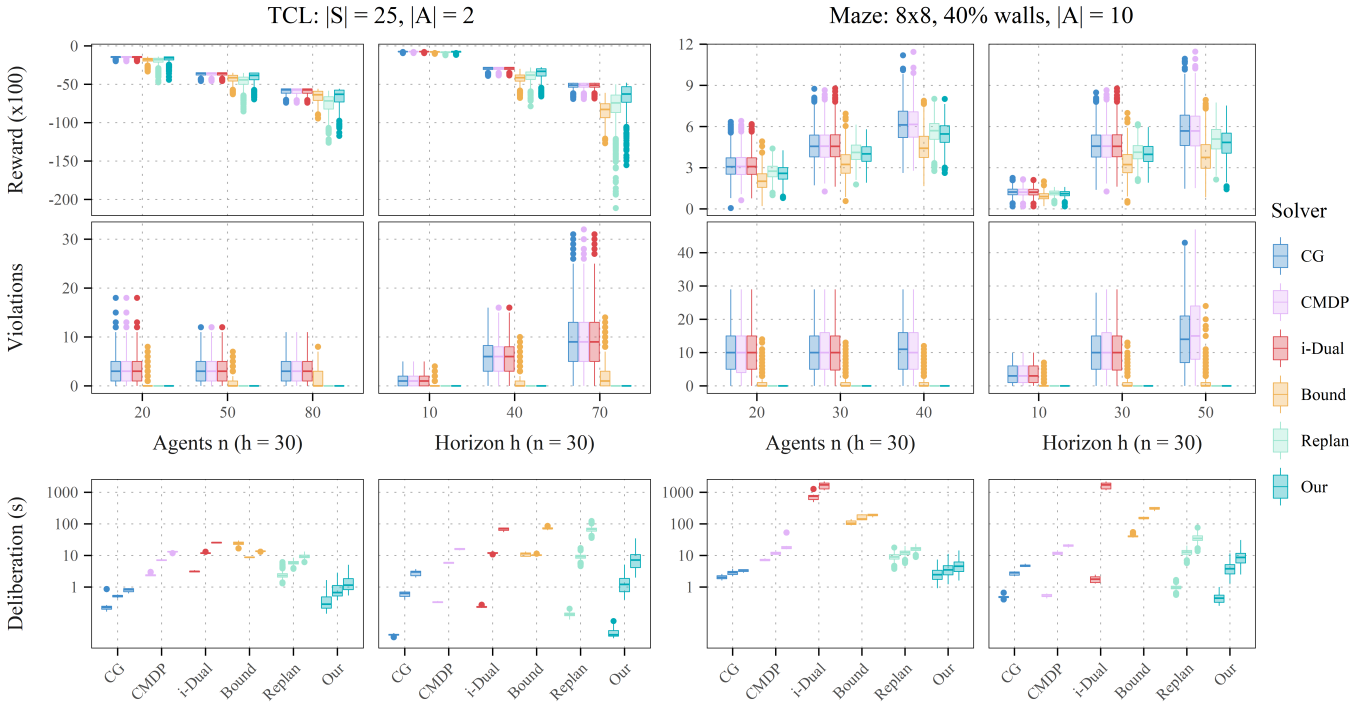 TCL: |S| = 25, |A| = 2
Maze: 8x8, 40% walls, |A| = 10
Reward (x100)
0
-50
-100
-150
-200
12
9
6
3
0
Violations
30
20
10
0
40
30
20
10
0
20 50 80
10 40 70
20 30 40
10 30 50
Agents n (h = 30)
Horizon h (n = 30)
Agents n (h = 30)
Horizon h (n = 30)
Deliberation (s)
1000
100
10
1
1000
100
10
1
CG CMDP i-Dual Bound Replan Our
CG CMDP i-Dual Bound Replan Our
CG CMDP i-Dual Bound Replan Our
CG CMDP i-Dual Bound Replan Our
Solver
CG
CMDP
i-Dual
Bound
Replan
Our